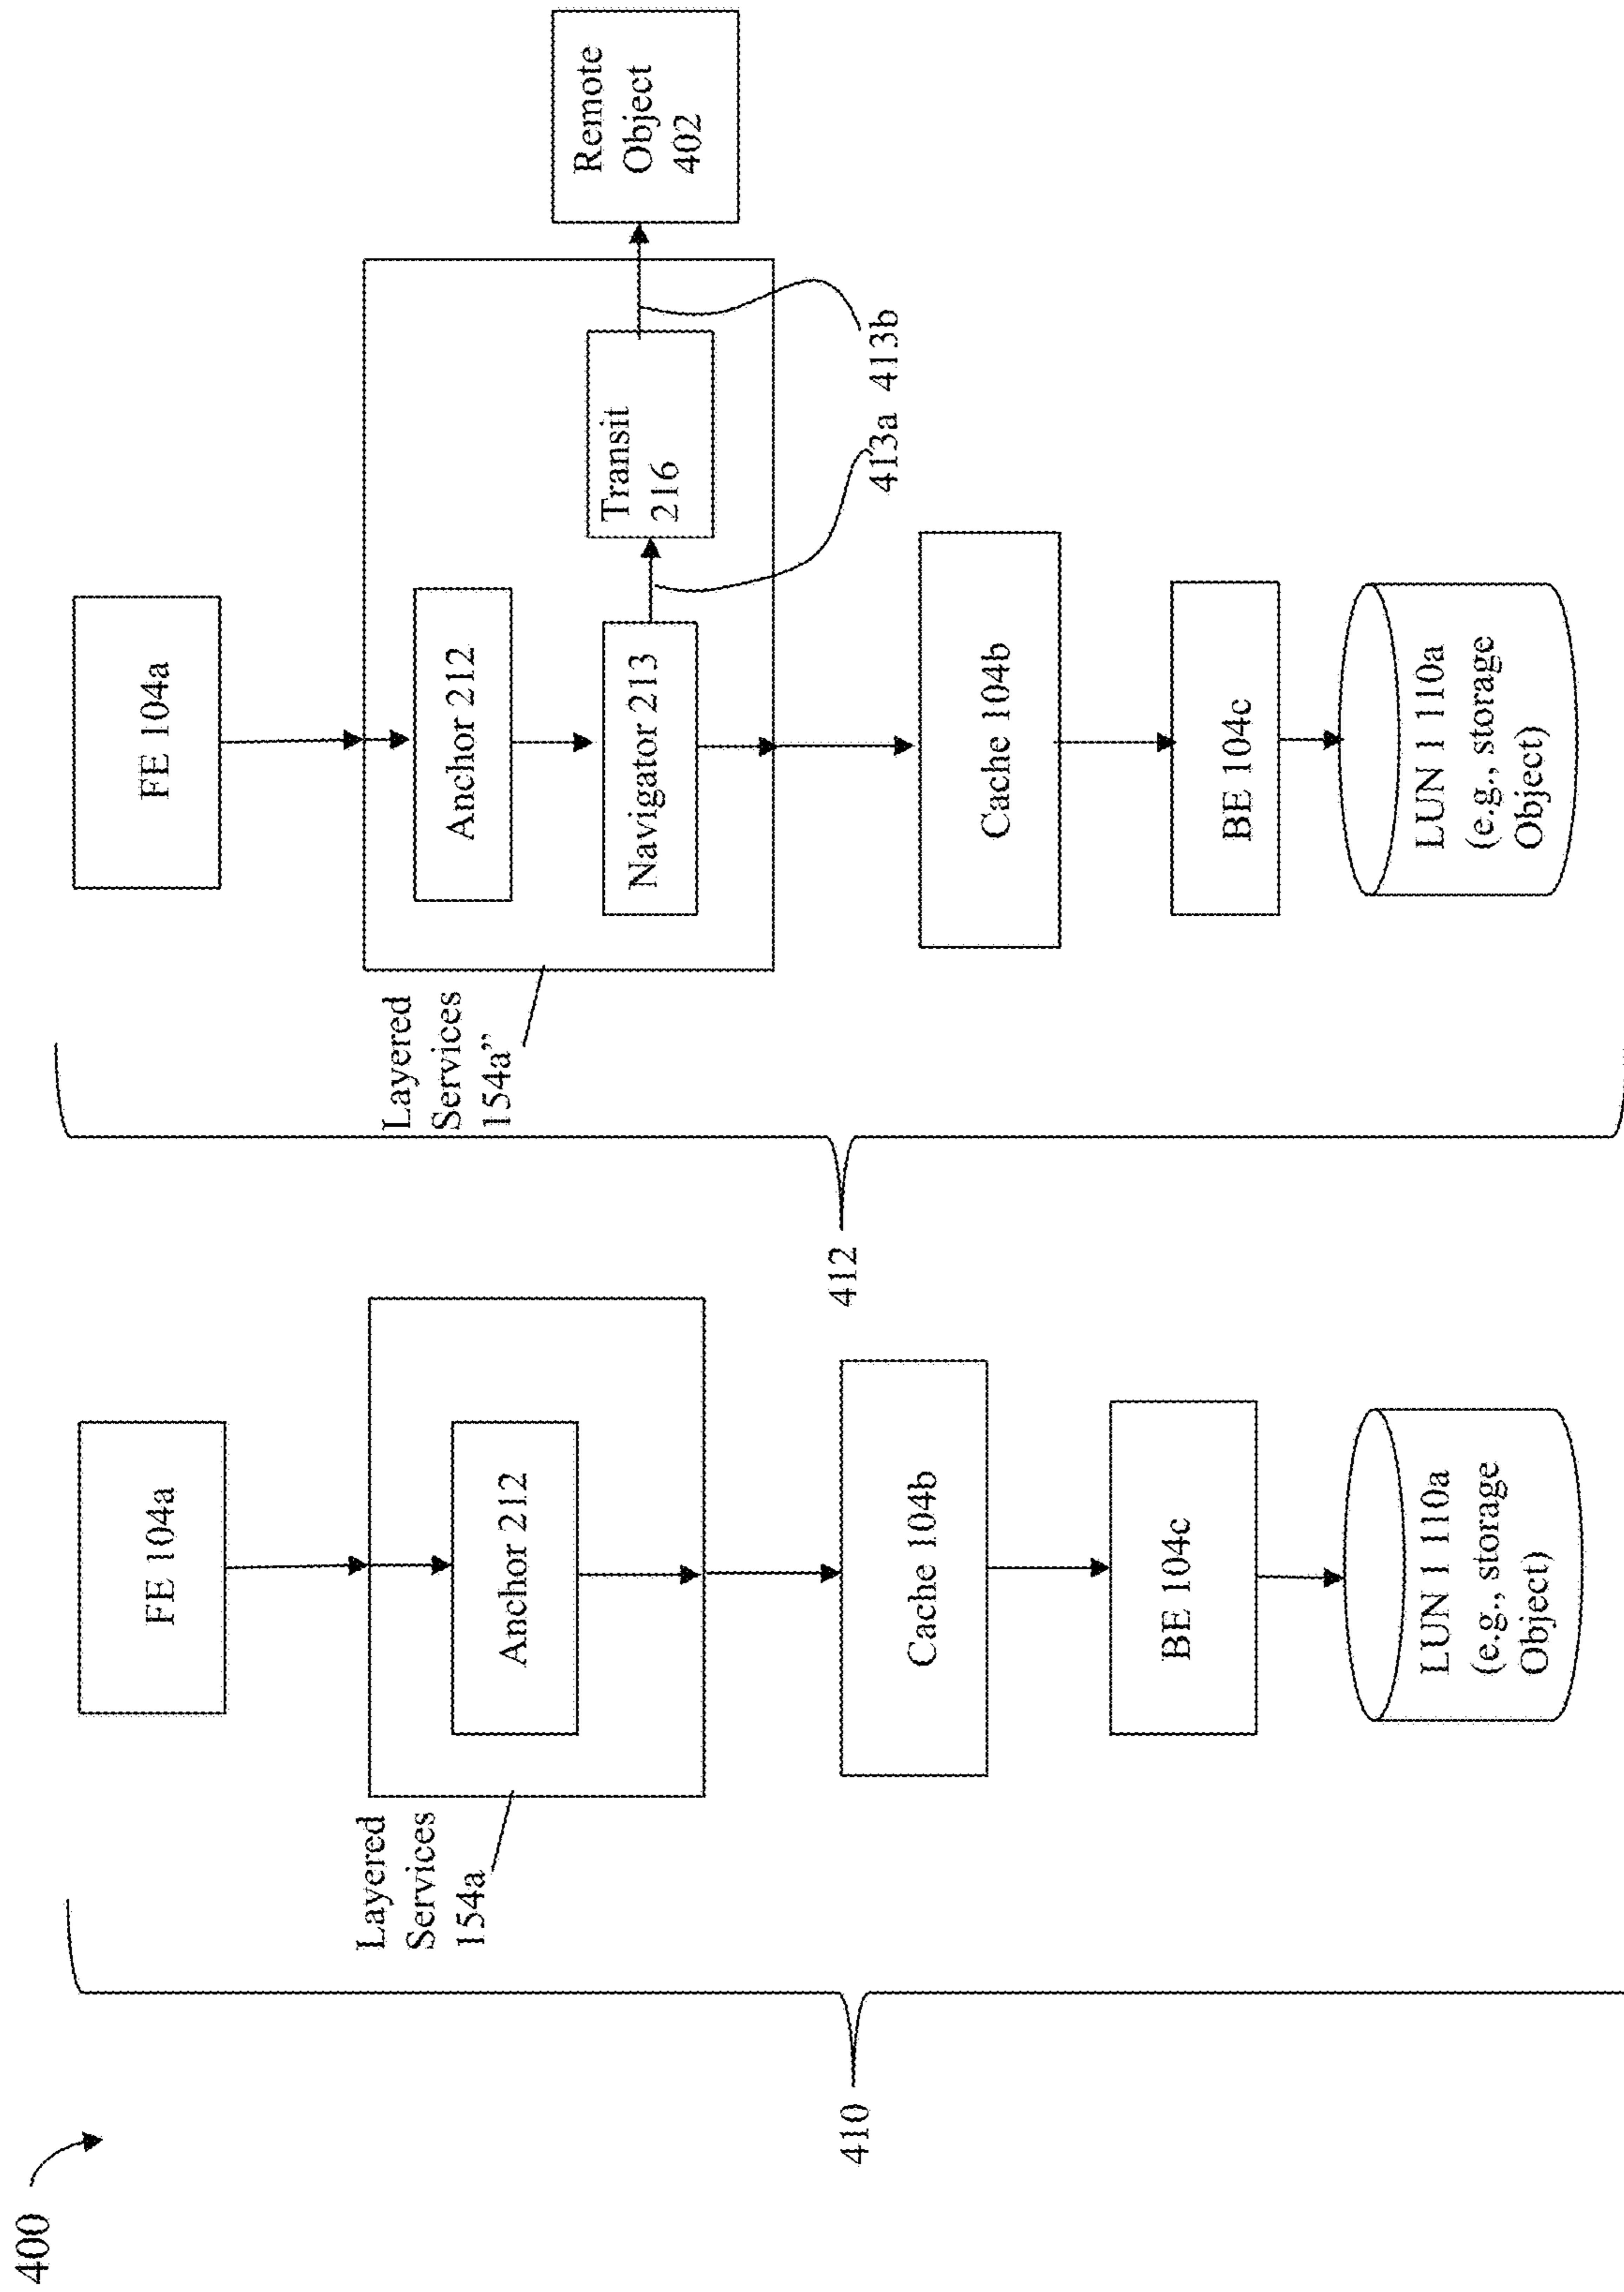 400
410
Layered
Services
154a
FE 104a
Anchor 212
Cache 104b
BE 104c
LUN 1 110a
(e.g., storage
Object)
412
Layered
Services
154a”
FE 104a
Anchor 212
Navigator 213
Transit
216
Remote
Object
402
413a
413b
Cache 104b
BE 104c
LUN 1 110a
(e.g., storage
Object)